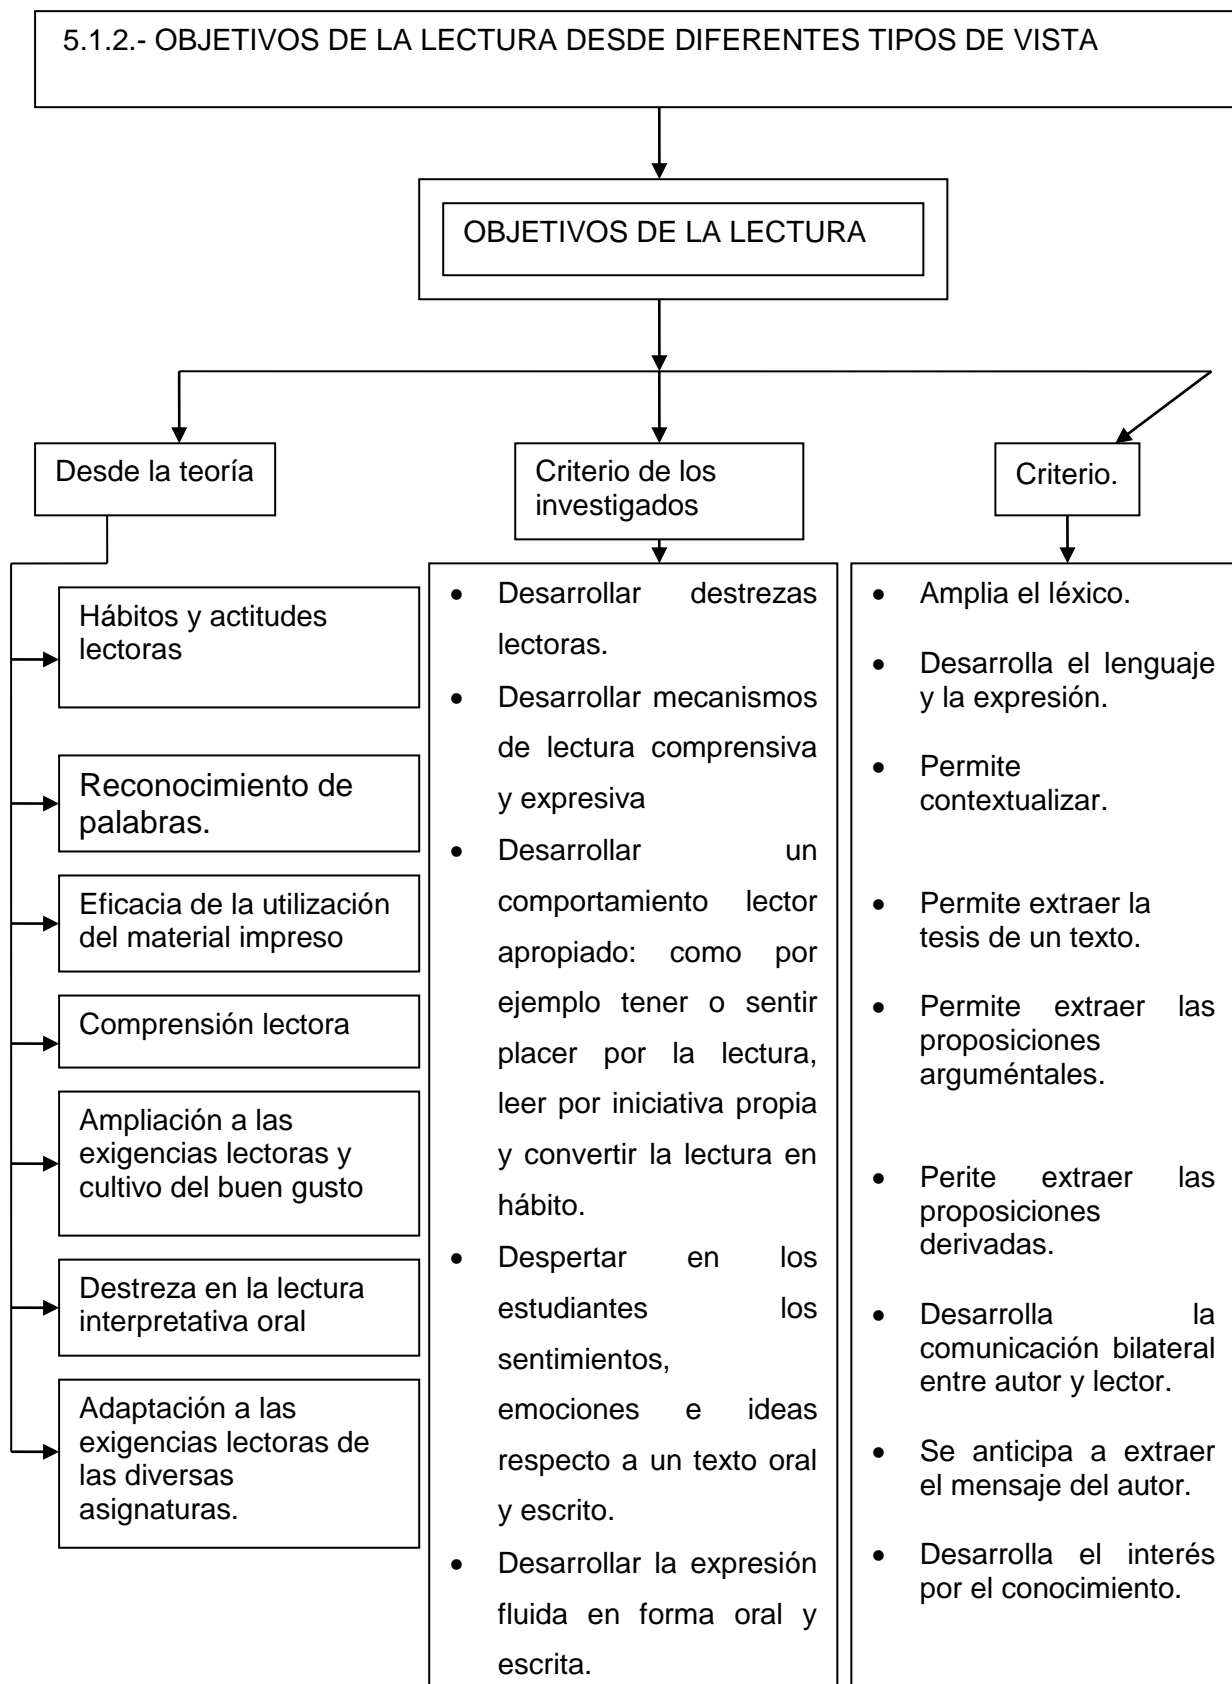 5.1.2.- OBJETIVOS DE LA LECTURA DESDE DIFERENTES TIPOS DE VISTA
OBJETIVOS DE LA LECTURA
Desde la teoría
Hábitos y actitudes
lectoras
Reconocimiento de
palabras.
Eficacia de la utilización
del material impreso
Comprensión lectora
Ampliación a las
exigencias lectoras y
cultivo del buen gusto
Destreza en la lectura
interpretativa oral
Adaptación a las
exigencias lectoras de
las diversas
asignaturas.
Criterio de los
investigados
• Desarrollar destrezas
lectoras.
• Desarrollar mecanismos
de lectura comprensiva
y expresiva
• Desarrollar un
comportamiento lector
apropiado: como por
ejemplo tener o sentir
placer por la lectura,
leer por iniciativa propia
y convertir la lectura en
hábito.
• Despertar en los
estudiantes los
sentimientos,
emociones e ideas
respecto a un texto oral
y escrito.
• Desarrollar la expresión
fluida en forma oral y
escrita.
Criterio.
• Amplia el léxico.
• Desarrolla el lenguaje
y la expresión.
• Permite
contextualizar.
• Permite extraer la
tesis de un texto.
• Permite extraer las
proposiciones
arguméntales.
• Perite extraer las
proposiciones
derivadas.
• Desarrolla la
comunicación bilateral
entre autor y lector.
• Se anticipa a extraer
el mensaje del autor.
• Desarrolla el interés
por el conocimiento.